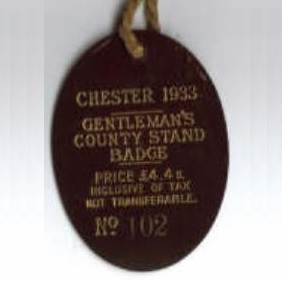 CHESTER 1933
GENTLEMAN'S
COUNTY STAND
BADGE
PRICE £4.4s.
INCLUSIVE OF TAX
NOT TRANSFERABLE.
No 102